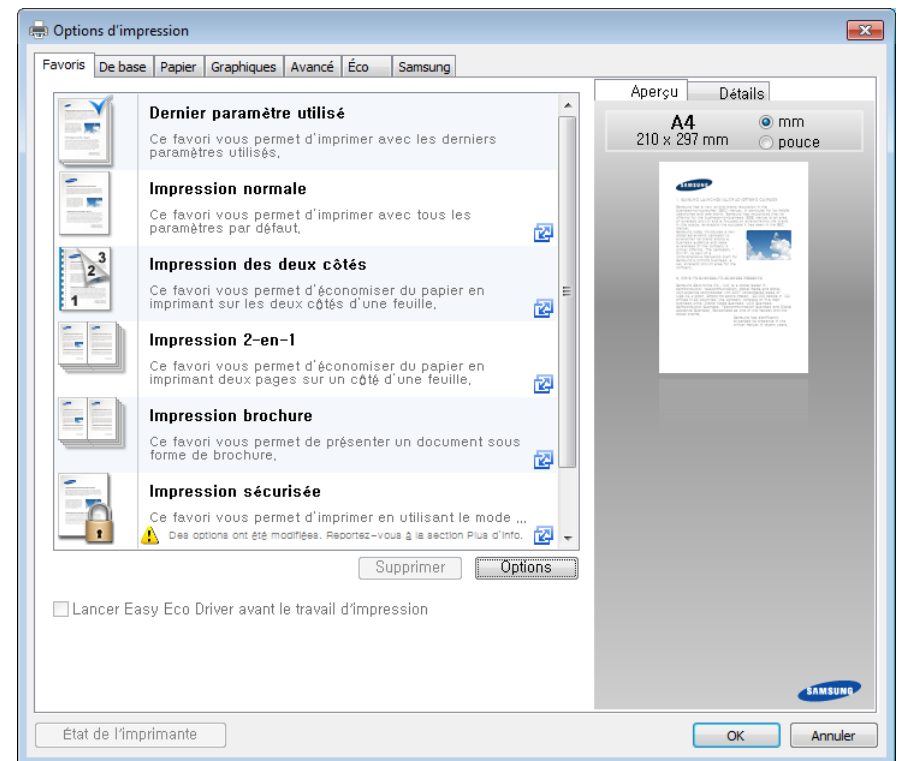 Options d'impression
Favoris De base Papier Graphiques Avancé Éco Samsung
Dernier paramètre utilisé
Ce favori vous permet d'imprimer avec les derniers
paramètres utilisés,
Impression normale
Ce favori vous permet d'imprimer avec tous les
paramètres par défaut,
Impression des deux côtés
Ce favori vous permet d'économiser du papier en
imprimant sur les deux côtés d'une feuille,
Impression 2-en-1
Ce favori vous permet d'économiser du papier en
imprimant deux pages sur un côté d'une feuille,
Impression brochure
Ce favori vous permet de présenter un document sous
forme de brochure,
Impression sécurisée
Ce favori vous permet d'imprimer en utilisant le mode ...
Des options ont été modifiées. Reportez-vous à la section Plus d'info.
Supprimer Options
Lancer Easy Eco Driver avant le travail d'impression
Aperçu Détails
A4
210 x 297 mm
mm
pouce
SAMSUNG
SAMSUNG
État de l'imprimante
OK Annuler